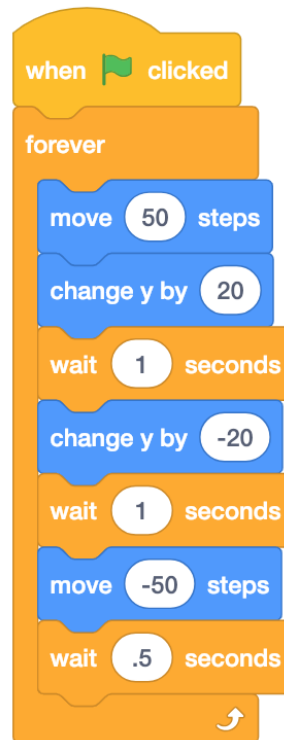 when clicked
forever
move 50 steps
change y by 20
wait 1 seconds
change y by -20
wait 1 seconds
move -50 steps
wait .5 seconds